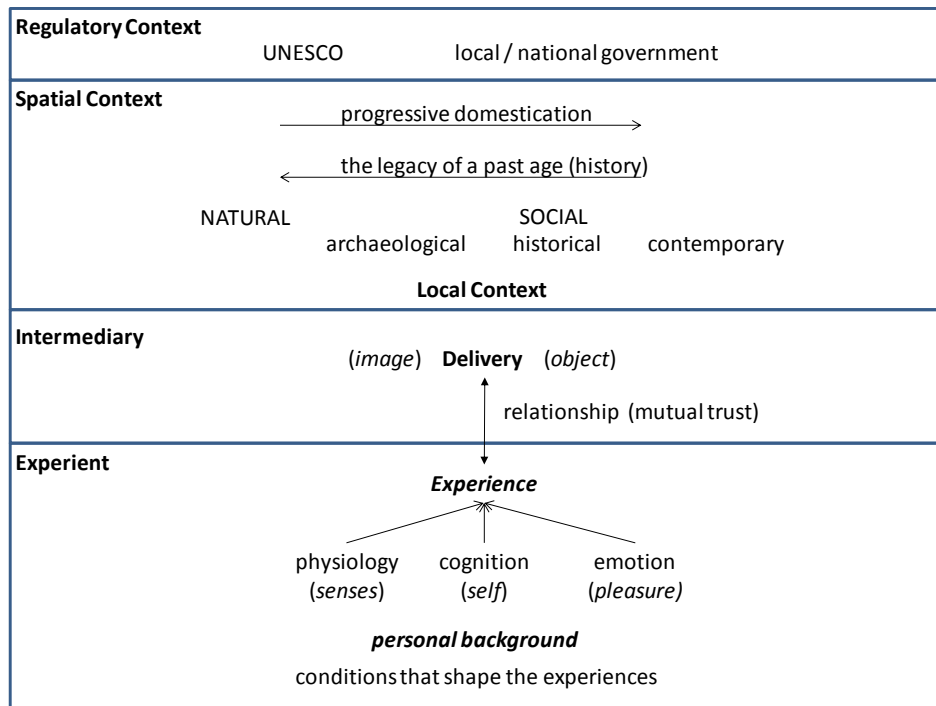 Regulatory Context
UNESCO local / national government
Spatial Context
progressive domestication
the legacy of a past age (history)
NATURAL SOCIAL
archaeological historical contemporary
Local Context
Intermediary
(image) Delivery (object)
relationship (mutual trust)
Experient
Experience
physiology cognition emotion
(senses) (self) (pleasure)
personal background
conditions that shape the experiences